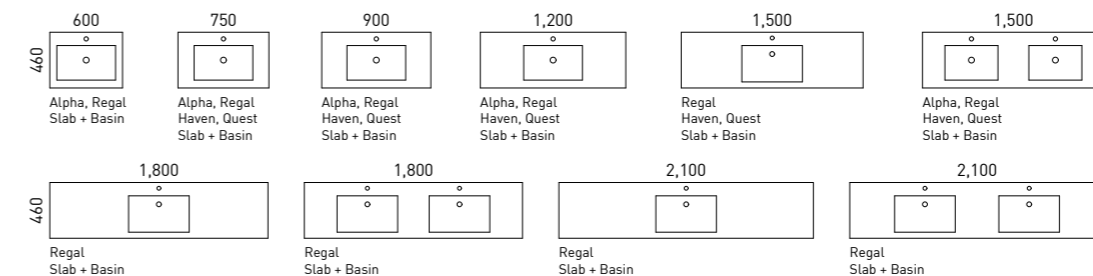 600
750
900
1,200
1,500
1,500
460
Alpha, Regal
Slab + Basin
Alpha, Regal
Haven, Quest
Slab + Basin
Alpha, Regal
Haven, Quest
Slab + Basin
Alpha, Regal
Haven, Quest
Slab + Basin
Regal
Haven, Quest
Slab + Basin
Alpha, Regal
Haven, Quest
Slab + Basin
1,800
1,800
2,100
2,100
460
Regal
Slab + Basin
Regal
Slab + Basin
Regal
Slab + Basin
Regal
Slab + Basin